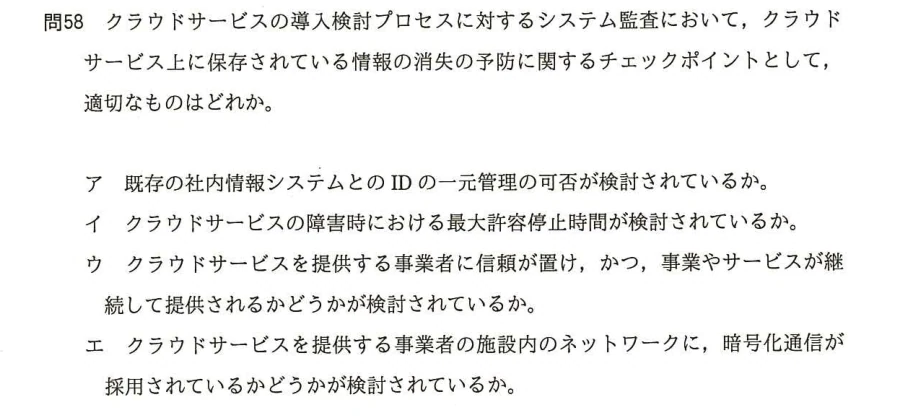 問58　クラウドサービスの導入検討プロセスに対するシステム監査において，クラウド
サービス上に保存されている情報の消失の予防に関するチェックポイントとして，
適切なものはどれか。
ア　既存の社内情報システムとの ID の一元管理の可否が検討されているか。
イ　クラウドサービスの障害時における最大許容停止時間が検討されているか。
ウ　クラウドサービスを提供する事業者に信頼が置け，かつ，事業やサービスが継
続して提供されるかどうかが検討されているか。
エ　クラウドサービスを提供する事業者の施設内のネットワークに，暗号化通信が
採用されているかどうかが検討されているか。